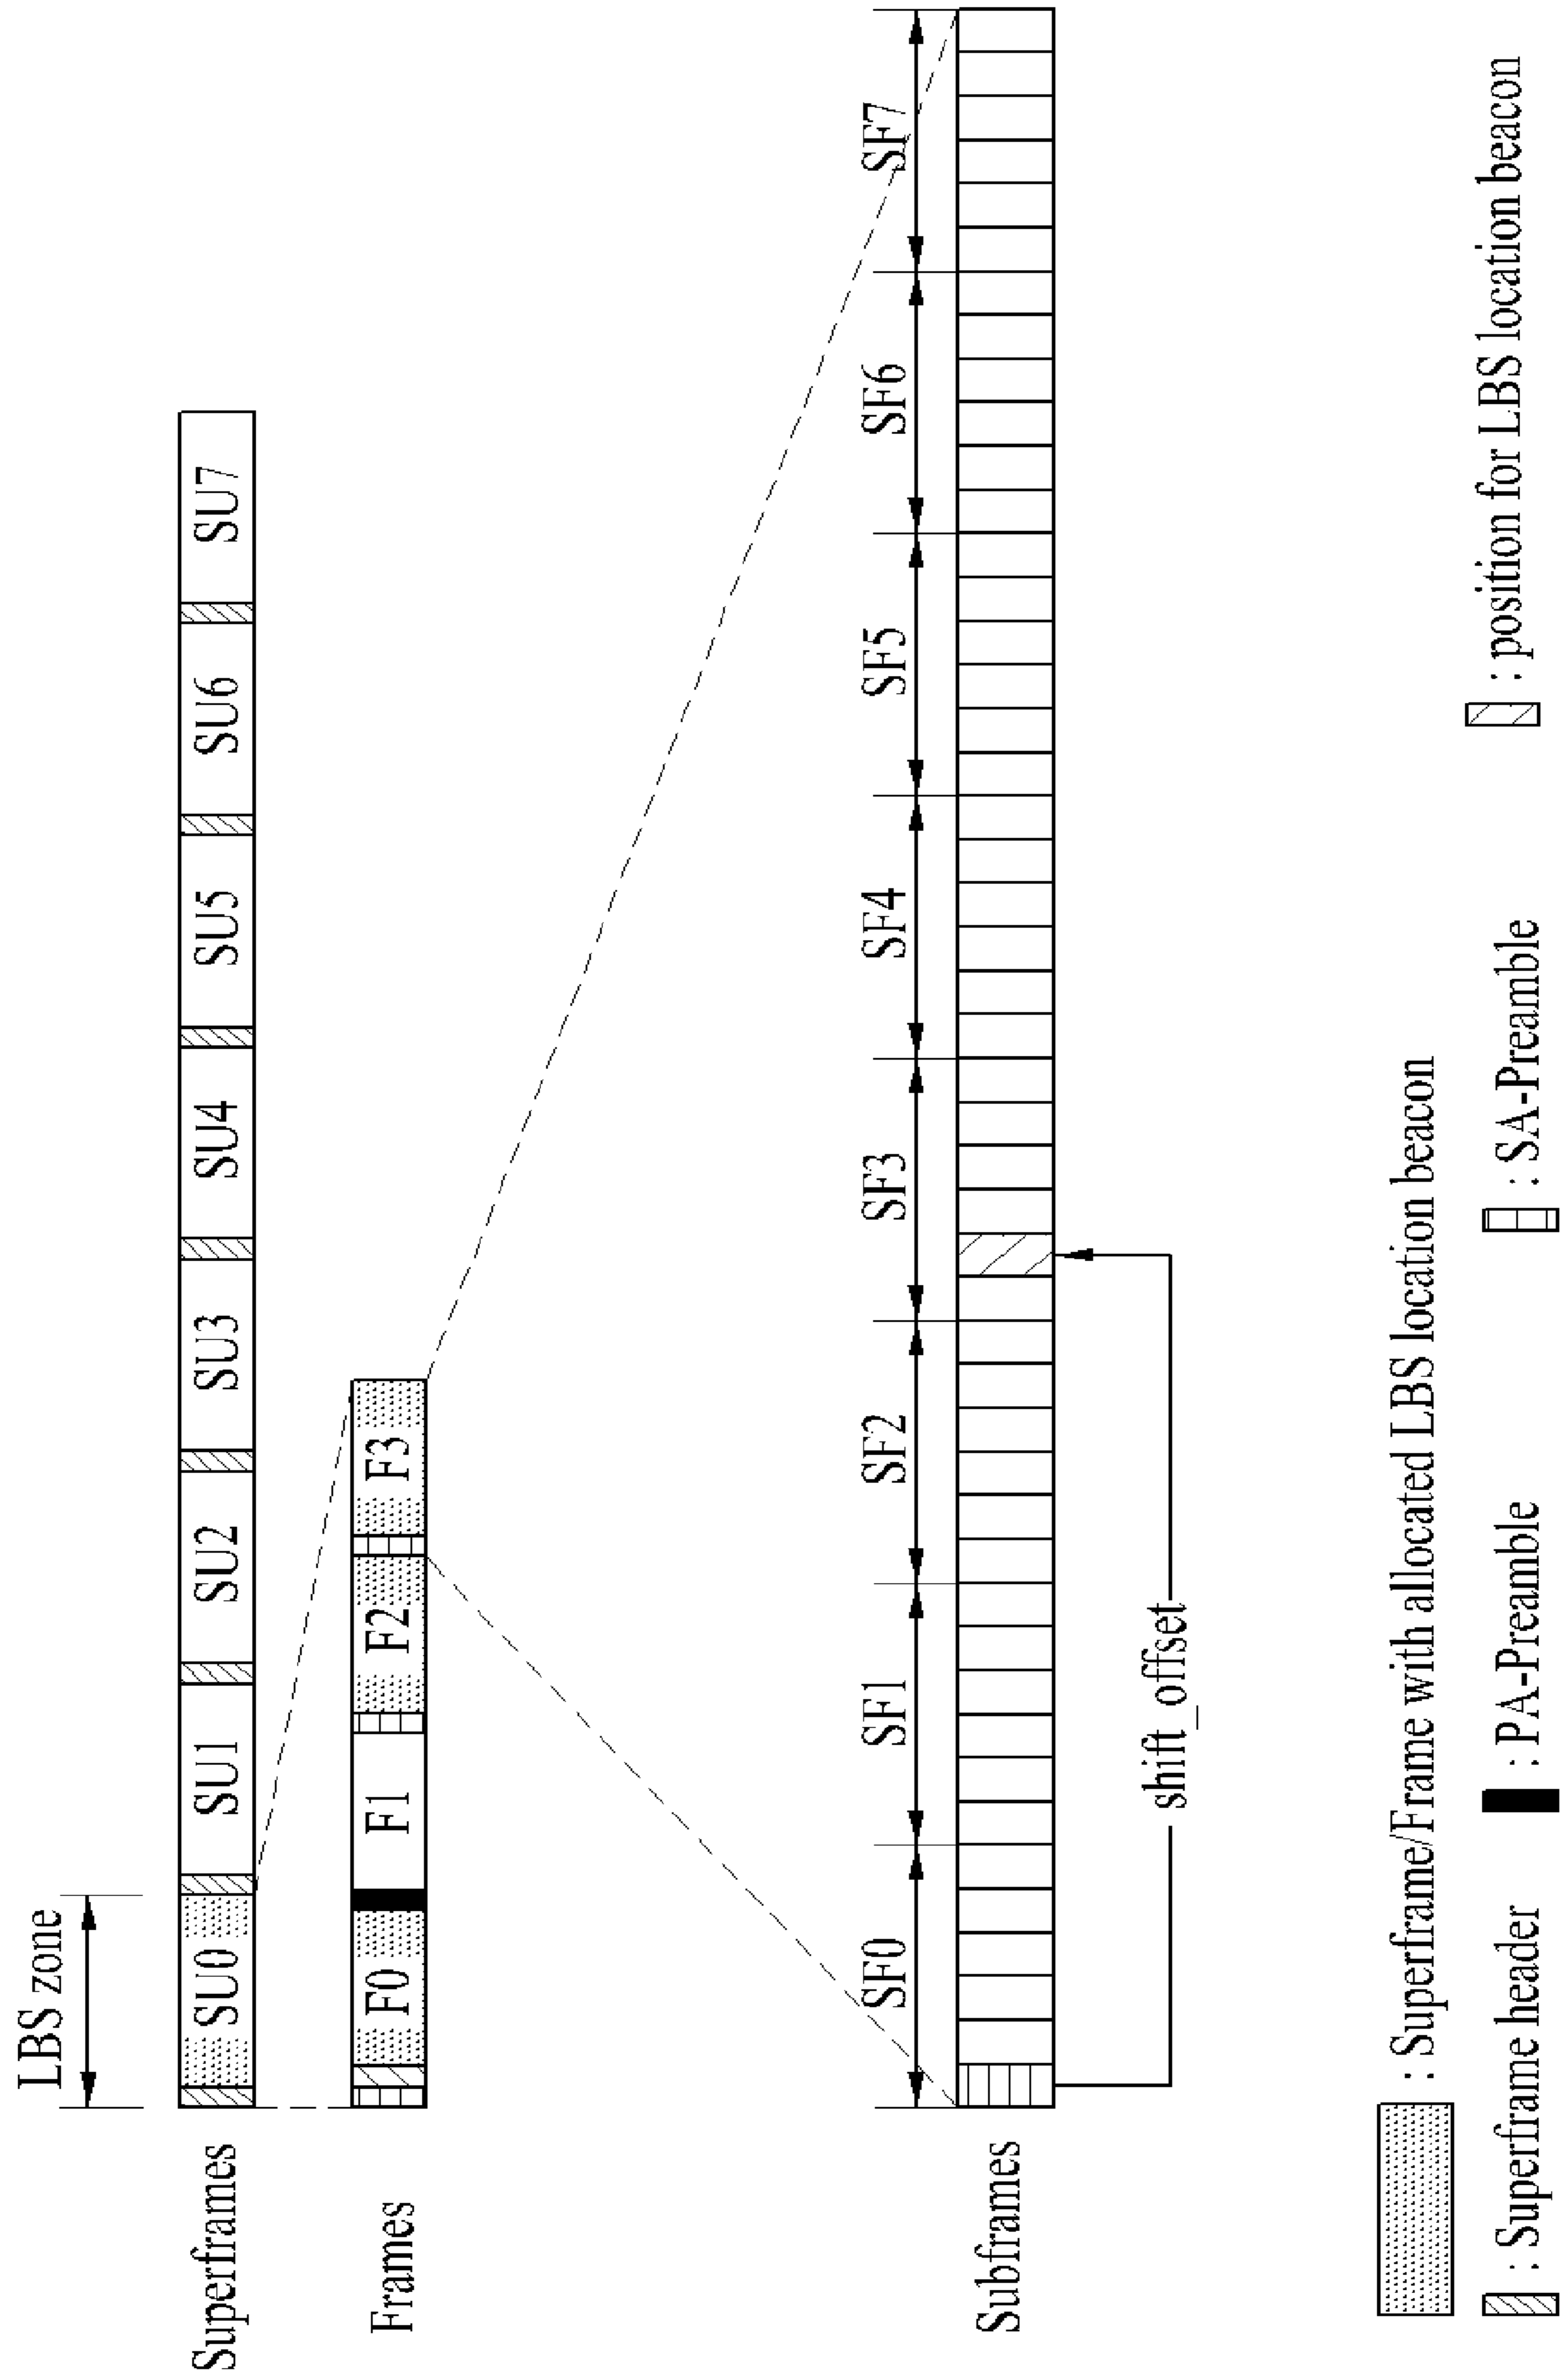 LBS zone
Superframes
SU0
SU1
SU2
SU3
SU4
SU5
SU6
SU7
Frames
F0
F1
F2
F3
SF0
SF1
SF2
SF3
SF4
SF5
SF6
SF7
Subframes
shift_offset
: Superframe/Frame with allocated LBS location beacon
: position for LBS location beacon
: Superframe header
: PA-Preamble
: SA-Preamble